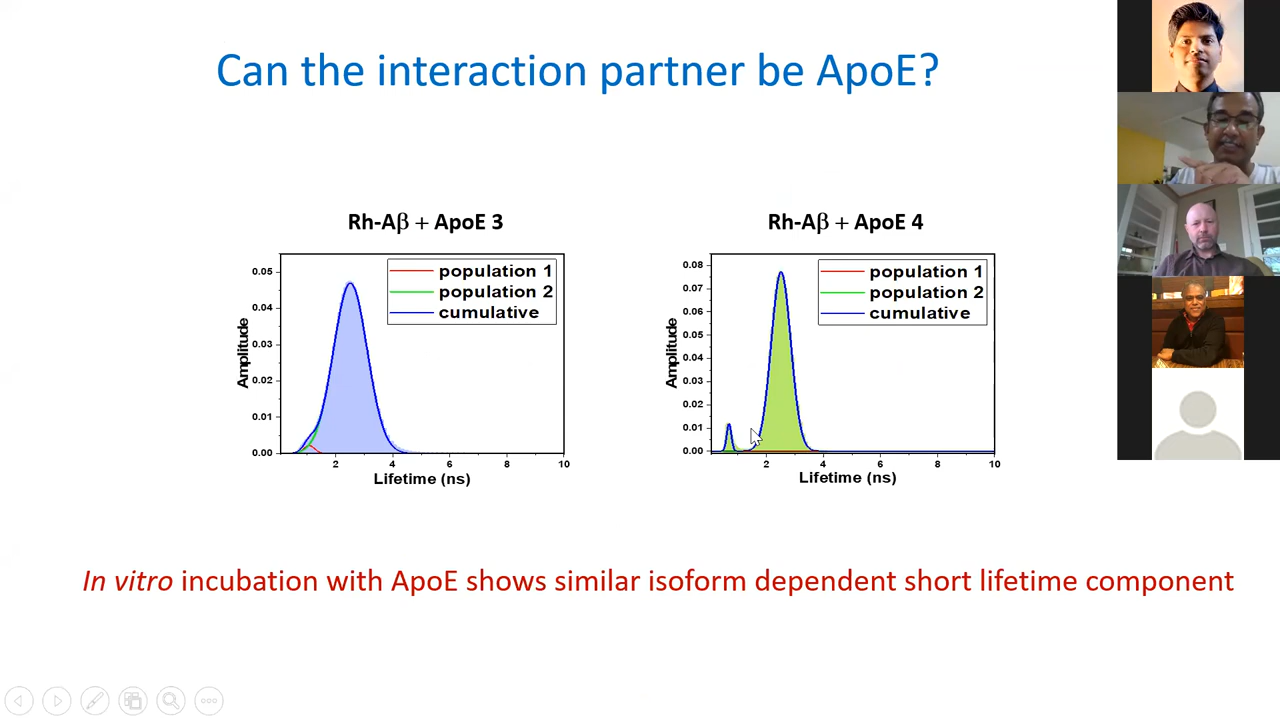 Can the interaction partner be ApoE?
Rh-Aβ + ApoE 3
population 1
population 2
cumulative
0.05
0.04
0.03
0.02
0.01
0.00
Amplitude
2
4
6
8
10
Lifetime (ns)
Rh-Aβ + ApoE 4
population 1
population 2
cumulative
0.08
0.07
0.06
0.05
0.04
0.03
0.02
0.01
0.00
Amplitude
2
4
6
8
10
Lifetime (ns)
In vitro incubation with ApoE shows similar isoform dependent short lifetime component